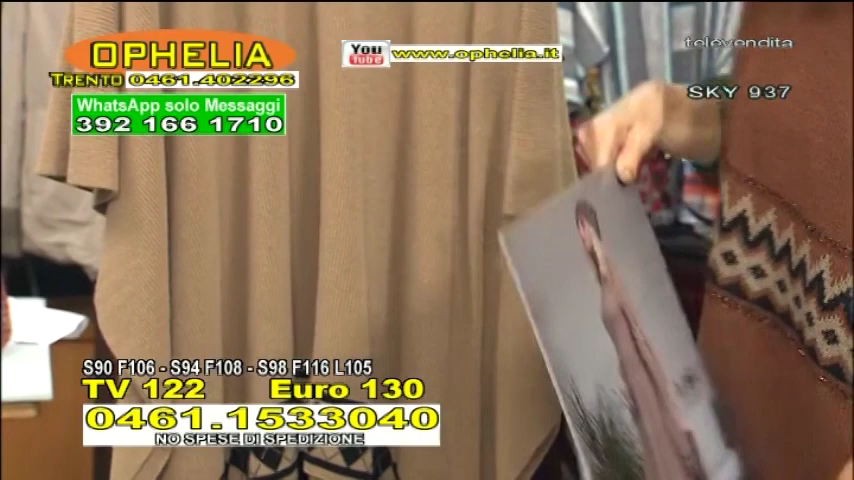 OPHELIA
TRENTO 0461.402296
WhatsApp solo Messaggi
392 166 1710
You Tube www.ophelia.it
televendita
SKY 937
S90 F106 - S94 F108 - S98 F116 L105
TV 122 Euro 130
0461.1533040
NO SPESE DI SPEDIZIONE